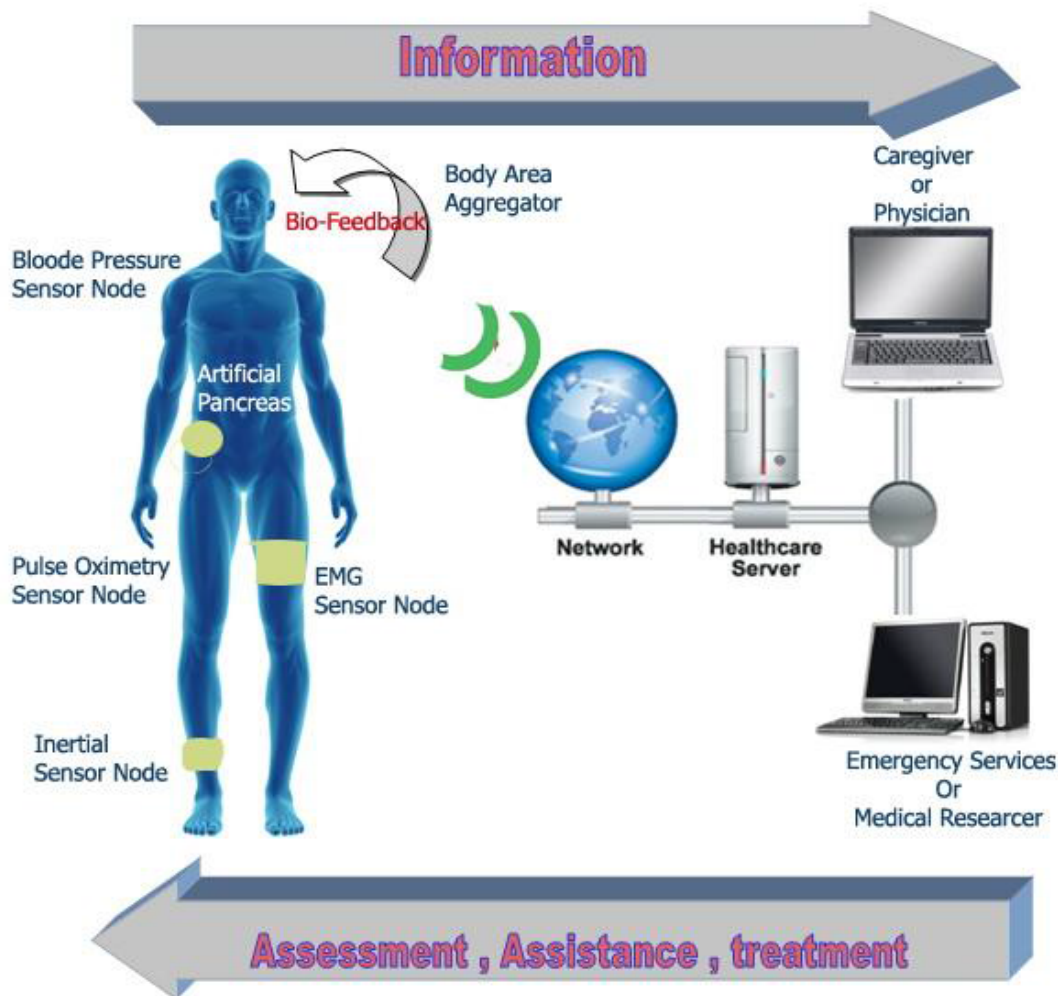 Information
Caregiver
or
Physician
Body Area
Aggregator
Bio-Feedback
Bloode Pressure
Sensor Node
Artificial
Pancreas
Network
Healthcare
Server
Pulse Oximetry
Sensor Node
EMG
Sensor Node
Inertial
Sensor Node
Emergency Services
Or
Medical Researcer
Assessment , Assistance , treatment